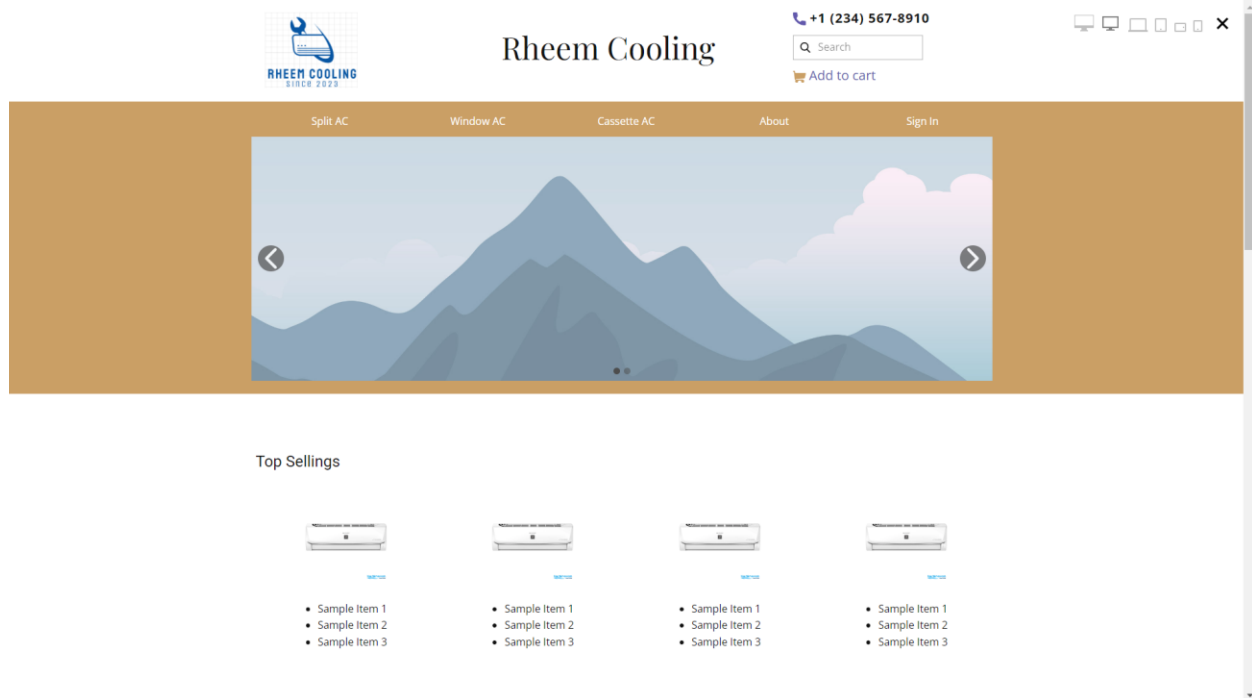 RHEEM COOLING
SINCE 2023
Rheem Cooling
+1 (234) 567-8910
Search
Add to cart
Split AC
Window AC
Cassette AC
About
Sign In
Top Sellings
Sample Item 1
Sample Item 2
Sample Item 3
Sample Item 1
Sample Item 2
Sample Item 3
Sample Item 1
Sample Item 2
Sample Item 3
Sample Item 1
Sample Item 2
Sample Item 3